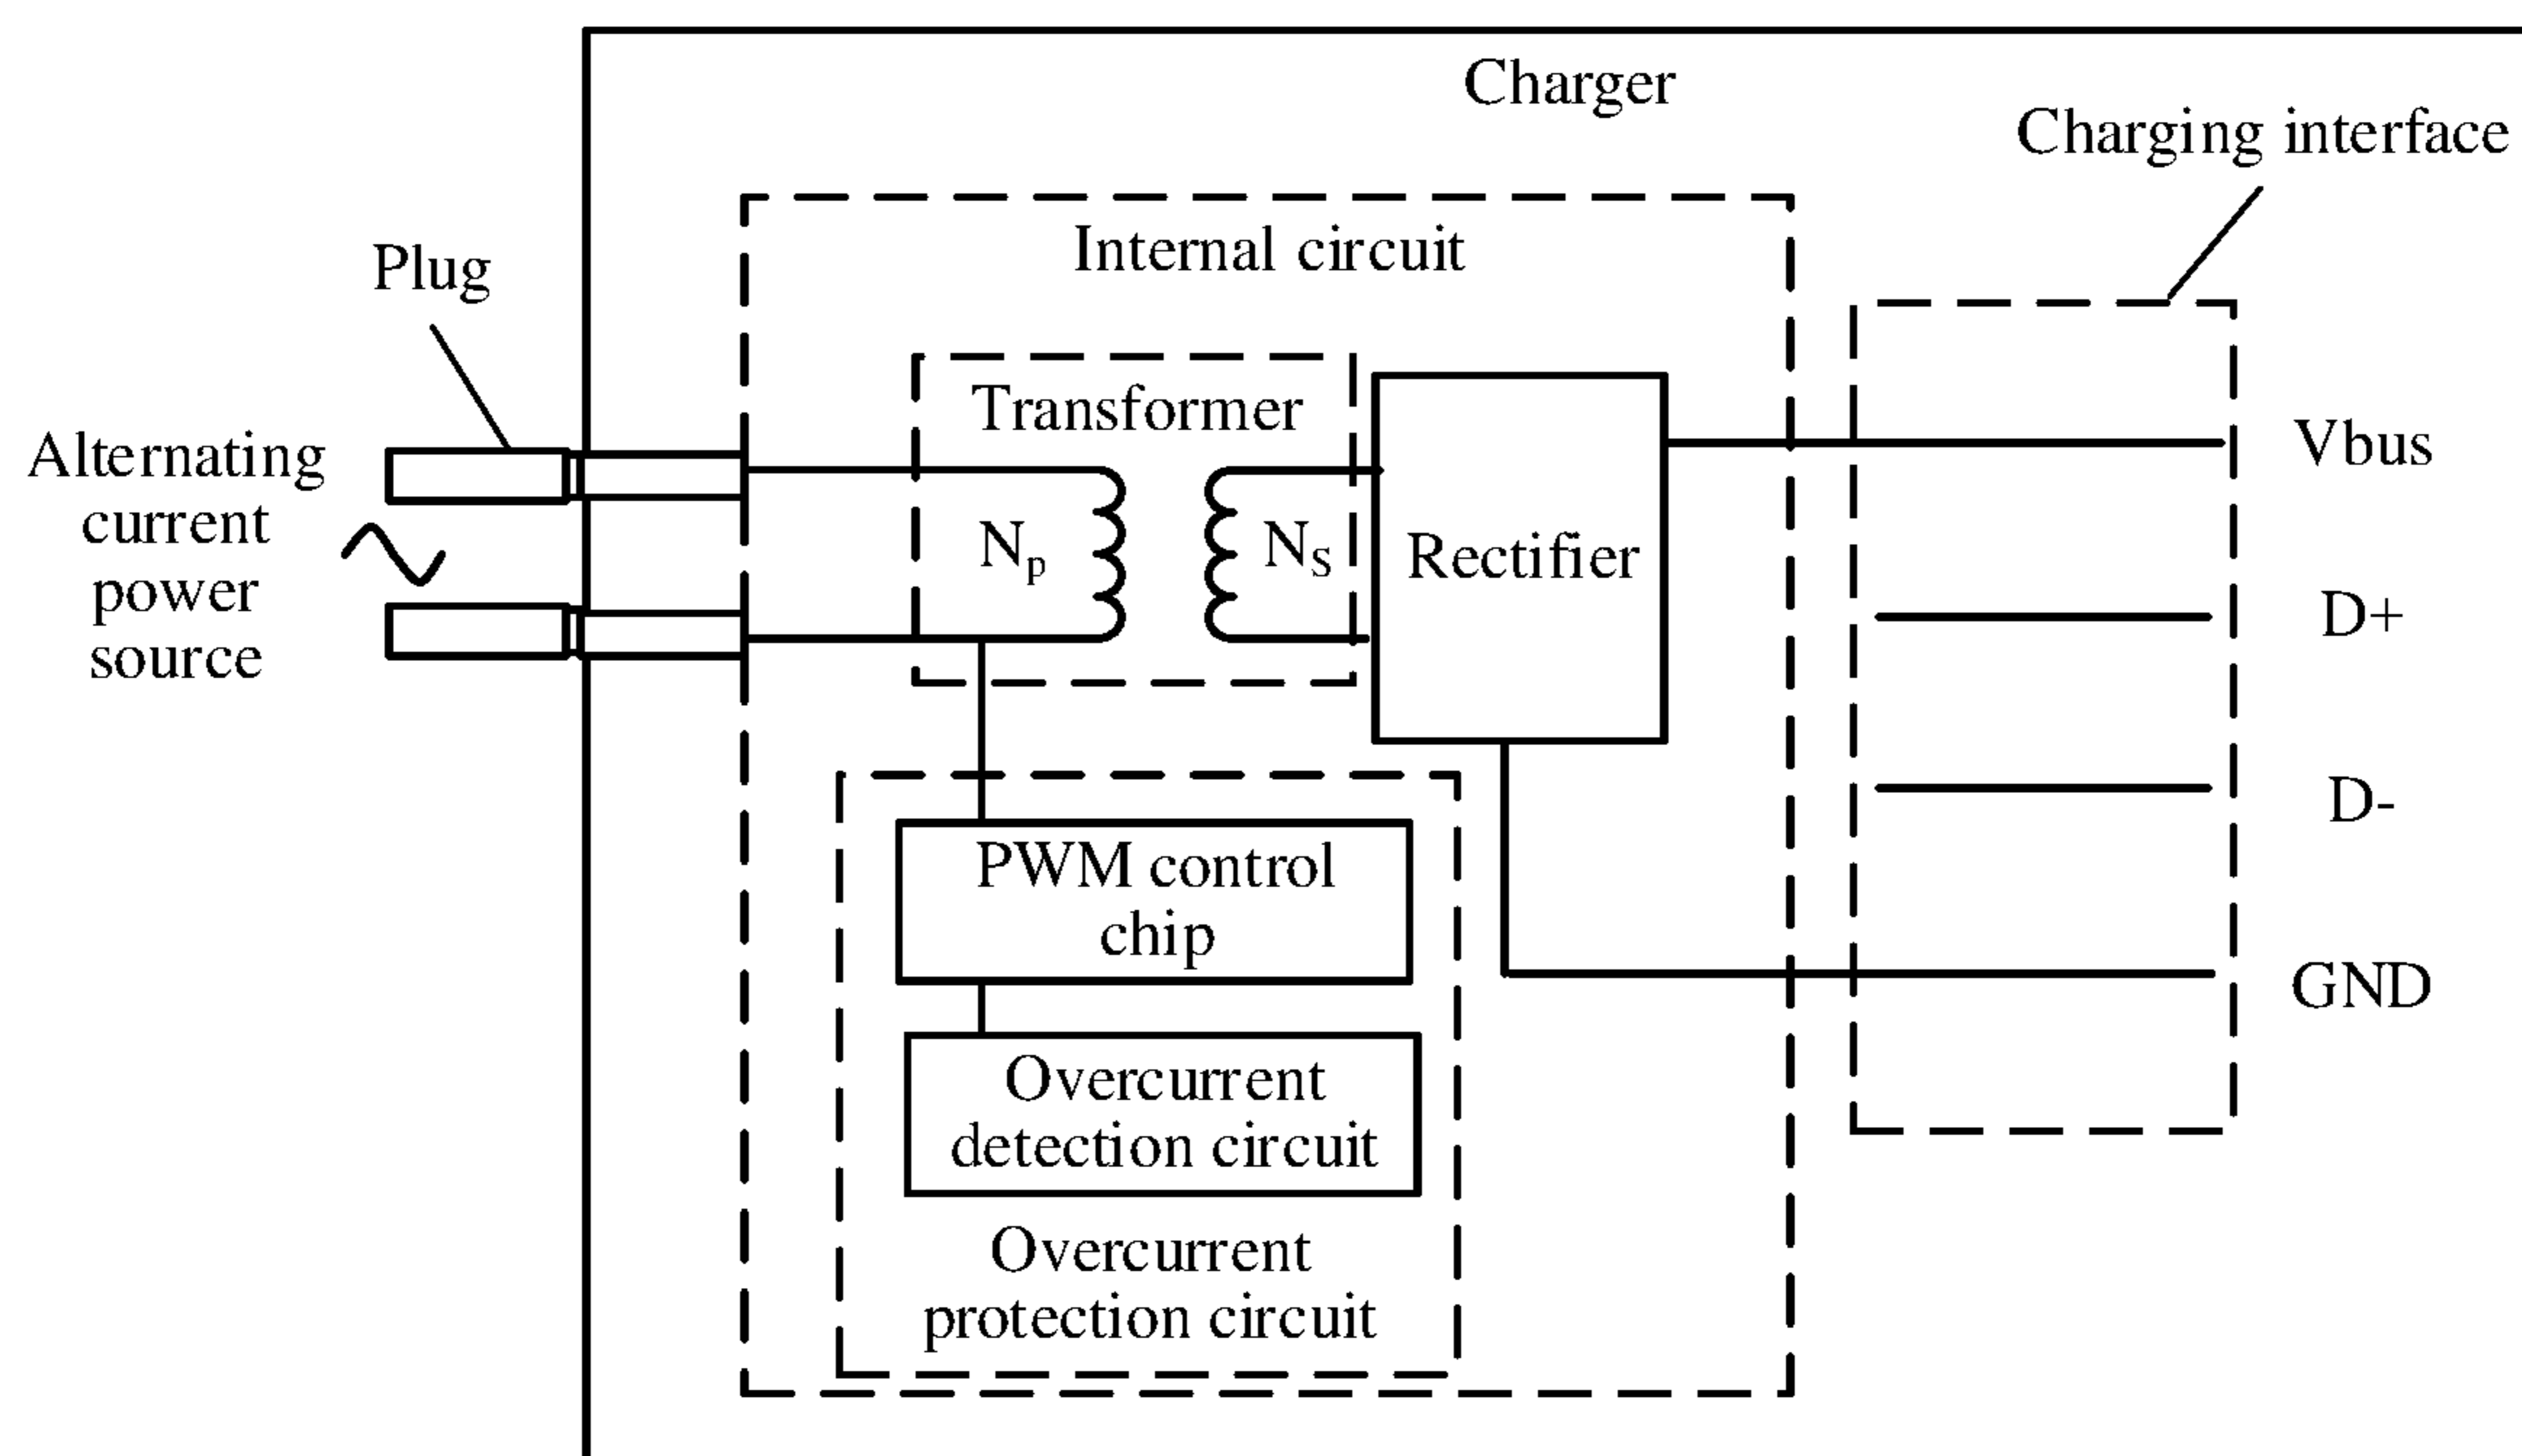 Charger
Charging interface
Internal circuit
Plug
Transformer
Alternating
current
power
source
Np
NS
Rectifier
Vbus
D+
D-
GND
PWM control
chip
Overcurrent
detection circuit
Overcurrent
protection circuit